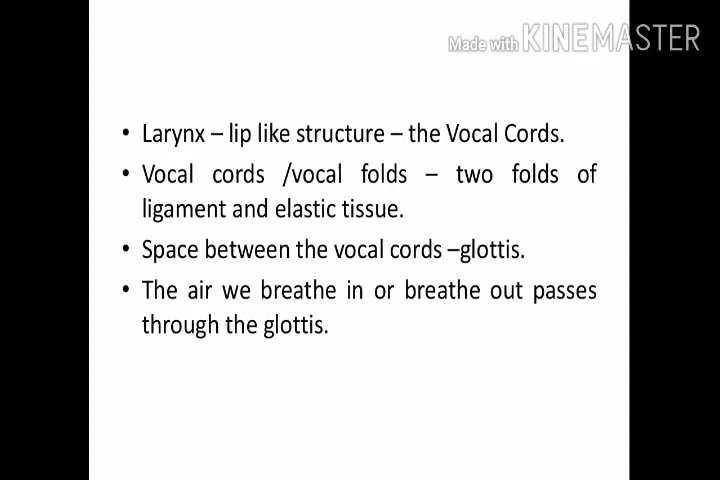 Made with KINEMASTER
• Larynx – lip like structure – the Vocal Cords.
• Vocal cords /vocal folds – two folds of
ligament and elastic tissue.
• Space between the vocal cords –glottis.
• The air we breathe in or breathe out passes
through the glottis.